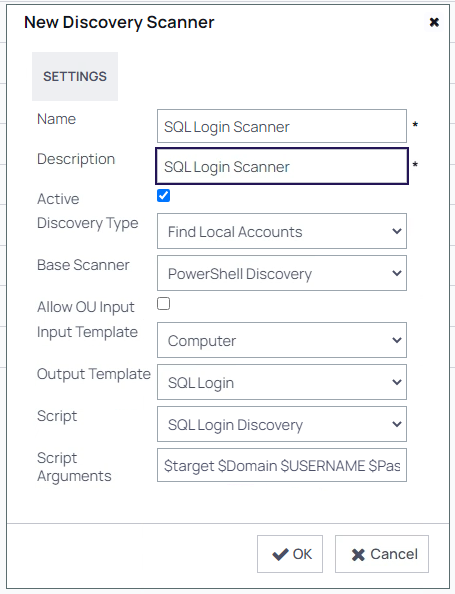 New Discovery Scanner
SETTINGS
Name
SQL Login Scanner
*
Description
SQL Login Scanner
*
Active
Discovery Type
Find Local Accounts
Base Scanner
PowerShell Discovery
Allow OU Input
Input Template
Computer
Output Template
SQL Login
Script
SQL Login Discovery
Script
Arguments
$target $Domain $USERNAME $Pas
OK
Cancel